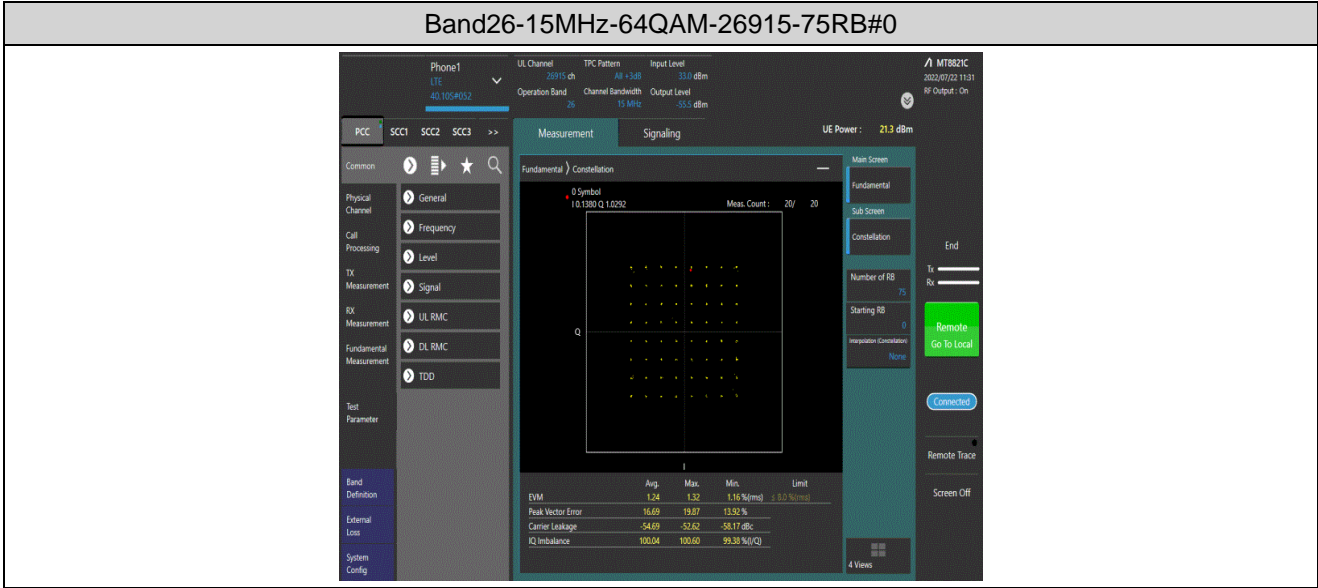 Band26-15MHz-64QAM-26915-75RB#0
Phone1
LTE
40.10S#052
UL Channel TPC Pattern Input Level
26915 ch All +3dB 33.0 dBm
Operation Band Channel Bandwidth Output Level
26 15 MHz -55.5 dBm
MT8821C
2022/07/22 11:31
RF Output : On
PCC SCC1 SCC2 SCC3 >>
Measurement Signaling
UE Power : 21.3 dBm
Common
Physical
Channel
Call
Processing
TX
Measurement
RX
Measurement
Fundamental
Measurement
Test
Parameter
Band
Definition
External
Loss
System
Config
General
Frequency
Level
Signal
UL RMC
DL RMC
TDD
Fundamental Constellation
0 Symbol
I 0.1380 Q 1.0292 Meas. Count : 20/ 20
Q
I
Avg. Max. Min. Limit
EVM 1.24 1.32 1.16 %(rms) ≤ 8.0 %(rms)
Peak Vector Error 16.69 19.87 13.92 %
Carrier Leakage -54.69 -52.62 -58.17 dBc
IQ Imbalance 100.04 100.60 99.38 %(I/Q)
Main Screen
Fundamental
Sub Screen
Constellation
Number of RB
75
Starting RB
0
Interpolation (Constellation)
None
4 Views
End
Tx
Rx
Remote
Go To Local
Connected
Remote Trace
Screen Off